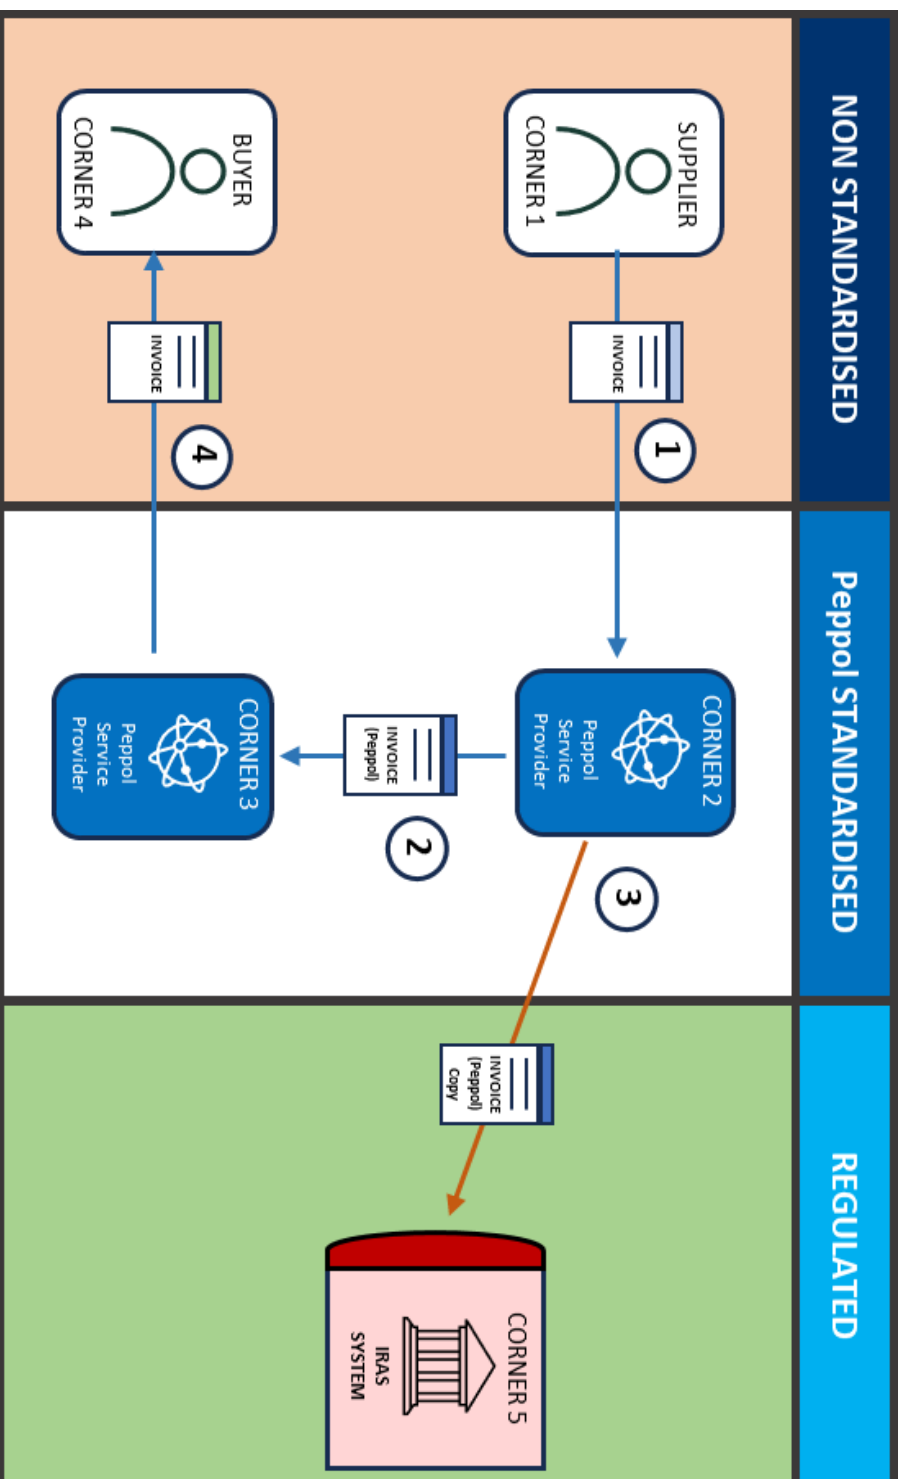 NON STANDARDISED
Peppol STANDARDISED
REGULATED
SUPPLIER
CORNER 1
INVOICE
1
CORNER 2
Peppol
Service
Provider
3
INVOICE
(Peppol)
2
INVOICE
(Peppol)
Copy
CORNER 5
IRAS
SYSTEM
BUYER
CORNER 4
INVOICE
4
CORNER 3
Peppol
Service
Provider